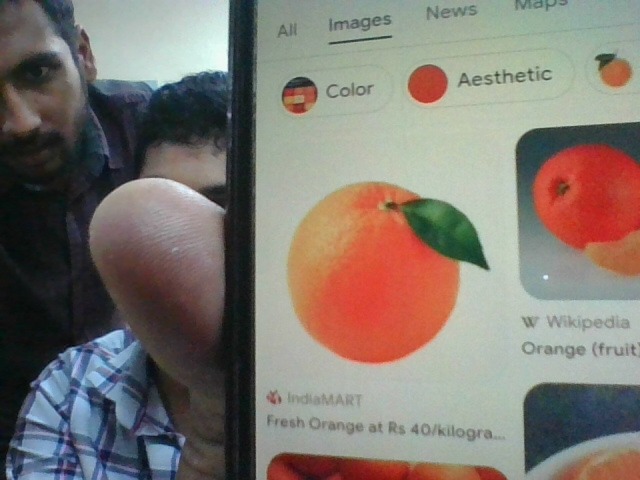 All Images News Maps
Color Aesthetic
IndiaMART
Fresh Orange at Rs 40/kilogra...
W Wikipedia
Orange (fruit)